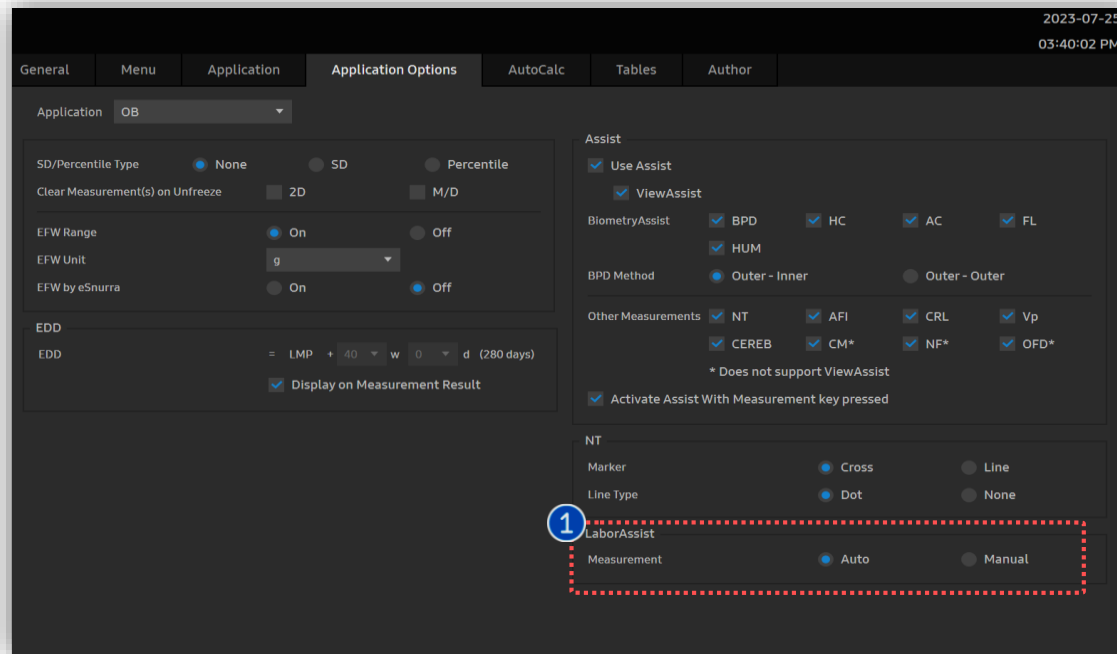 2023-07-25
03:40:02 PM
General Menu Application Application Options AutoCalc Tables Author
Application OB
SD/Percentile Type None SD Percentile
Clear Measurement(s) on Unfreeze 2D M/D
EFW Range On Off
EFW Unit g
EFW by eSnurra On Off
EDD
EDD = LMP + 40 w 0 d (280 days)
Display on Measurement Result
Assist
Use Assist
ViewAssist
BiometryAssist BPD HC AC FL
HUM
BPD Method Outer - Inner Outer - Outer
Other Measurements NT AFI CRL Vp
CEREB CM* NF* OFD*
* Does not support ViewAssist
Activate Assist With Measurement key pressed
NT
Marker Cross Line
Line Type Dot None
1
LaborAssist
Measurement Auto Manual